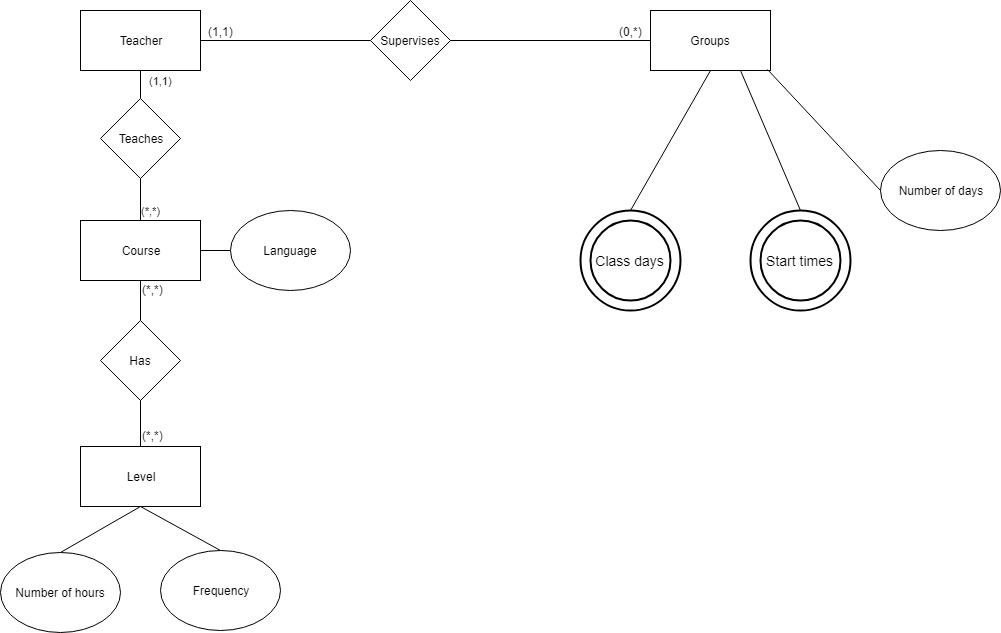 Teacher
(1,1)
Supervises
(0,*)
Groups
(1,1)
Teaches
(*,*)
Course
Language
(*,*)
Has
(*,*)
Level
Number of hours
Frequency
Class days
Start times
Number of days